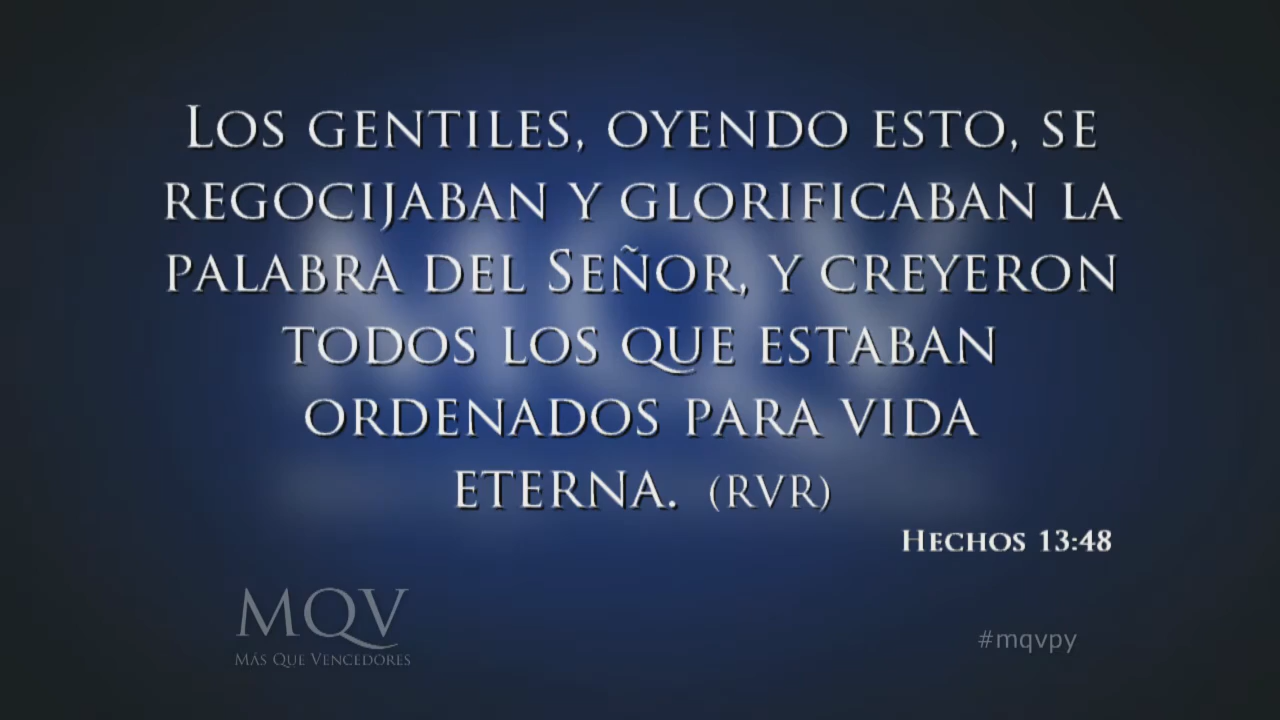 Los gentiles, oyendo esto, se
regocijaban y glorificaban la
palabra del Señor, y creyeron
todos los que estaban
ordenados para vida
eterna. (RVR)
Hechos 13:48
MQV
Más Que Vencedores
#mqvpy